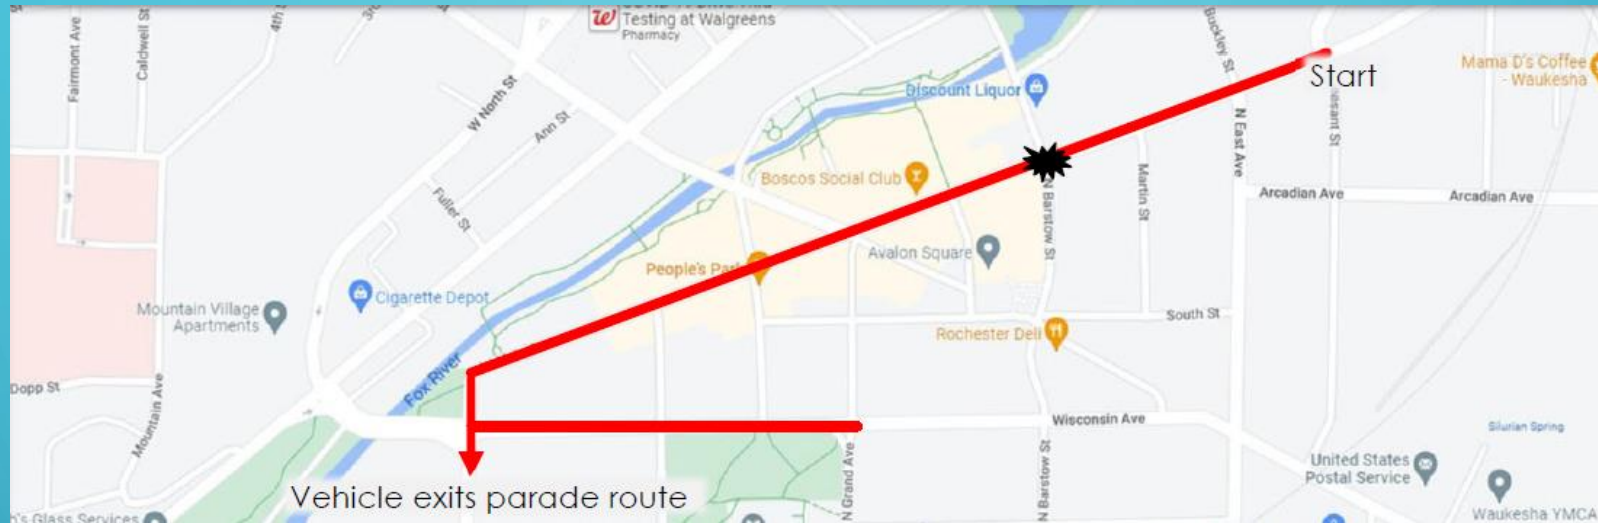 Fairmont Ave
Caldwell St
4th
Testing at Walgreens
Pharmacy
W North St
Ann St
Fuller St
Discount Liquor
Buckley St
Start
Mama D's Coffee
- Waukesha
N East Ave
Boscos Social Club
N Barstow St
Martin St
Arcadian Ave
Arcadian Ave
Avalon Square
People's Park
Cigarette Depot
Mountain Village
Apartments
South St
Rochester Deli
Fox River
Dopp St
Mountain Ave
Wisconsin Ave
Silurian Spring
N Grand Ave
N Barstow St
United States
Postal Service
Vehicle exits parade route
Glass Services
Waukesha YMCA